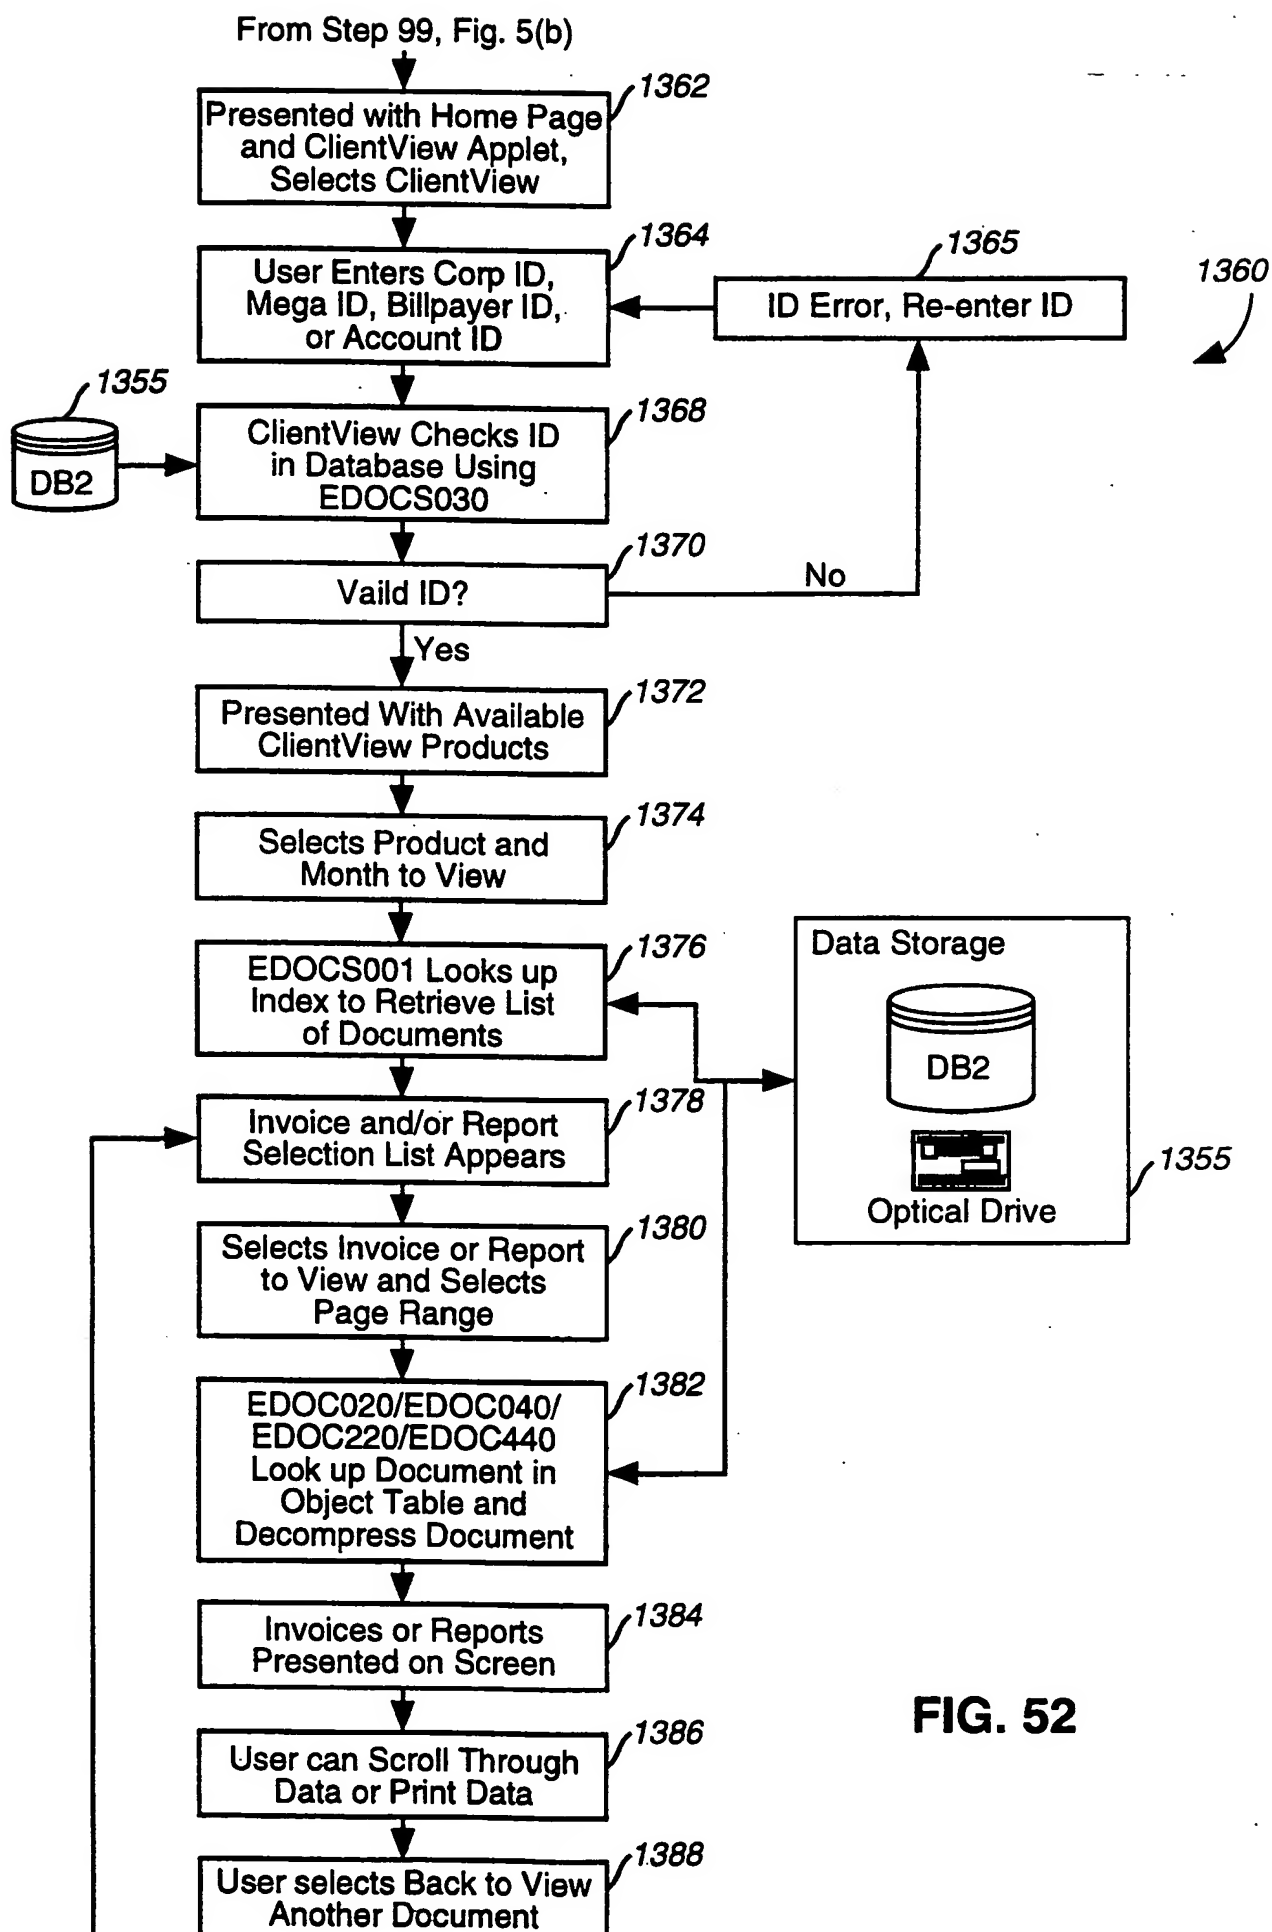 From Step 99, Fig. 5(b)
1362
Presented with Home Page
and ClientView Applet,
Selects ClientView
1364
User Enters Corp ID,
Mega ID, Billpayer ID,
or Account ID
1365
ID Error, Re-enter ID
1360
1355
DB2
1368
ClientView Checks ID
in Database Using
EDOCS030
1370
Vaild ID?
No
Yes
1372
Presented With Available
ClientView Products
1374
Selects Product and
Month to View
1376
EDOCS001 Looks up
Index to Retrieve List
of Documents
Data Storage
DB2
Optical Drive
1355
1378
Invoice and/or Report
Selection List Appears
1380
Selects Invoice or Report
to View and Selects
Page Range
1382
EDOC020/EDOC040/
EDOC220/EDOC440
Look up Document in
Object Table and
Decompress Document
1384
Invoices or Reports
Presented on Screen
1386
User can Scroll Through
Data or Print Data
1388
User selects Back to View
Another Document
FIG. 52